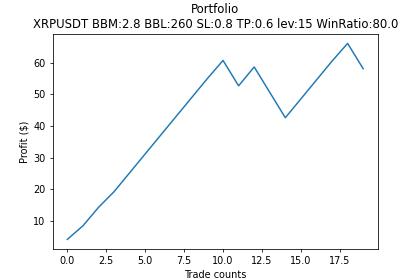 Portfolio
XRPUSDT BBM:2.8 BBL:260 SL:0.8 TP:0.6 lev:15 WinRatio:80.0
60
50
40
30
20
10
Profit ($)
0.0 2.5 5.0 7.5 10.0 12.5 15.0 17.5
Trade counts